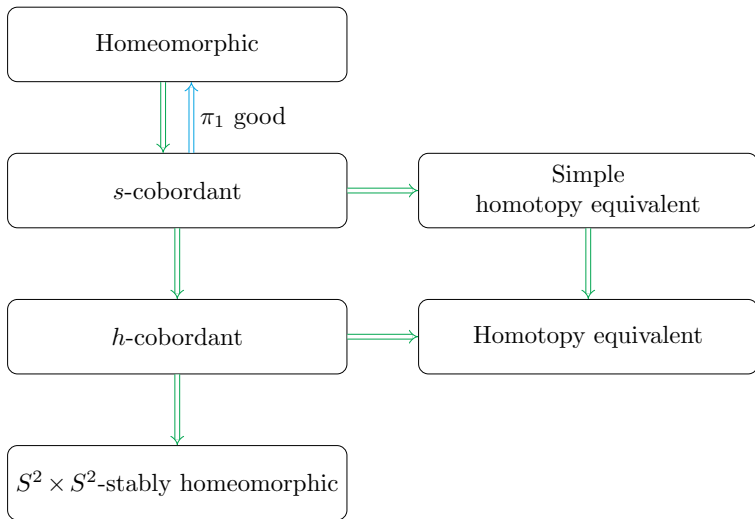 Homeomorphic
π₁ good
s-cobordant
Simple
homotopy equivalent
h-cobordant
Homotopy equivalent
S² × S²-stably homeomorphic